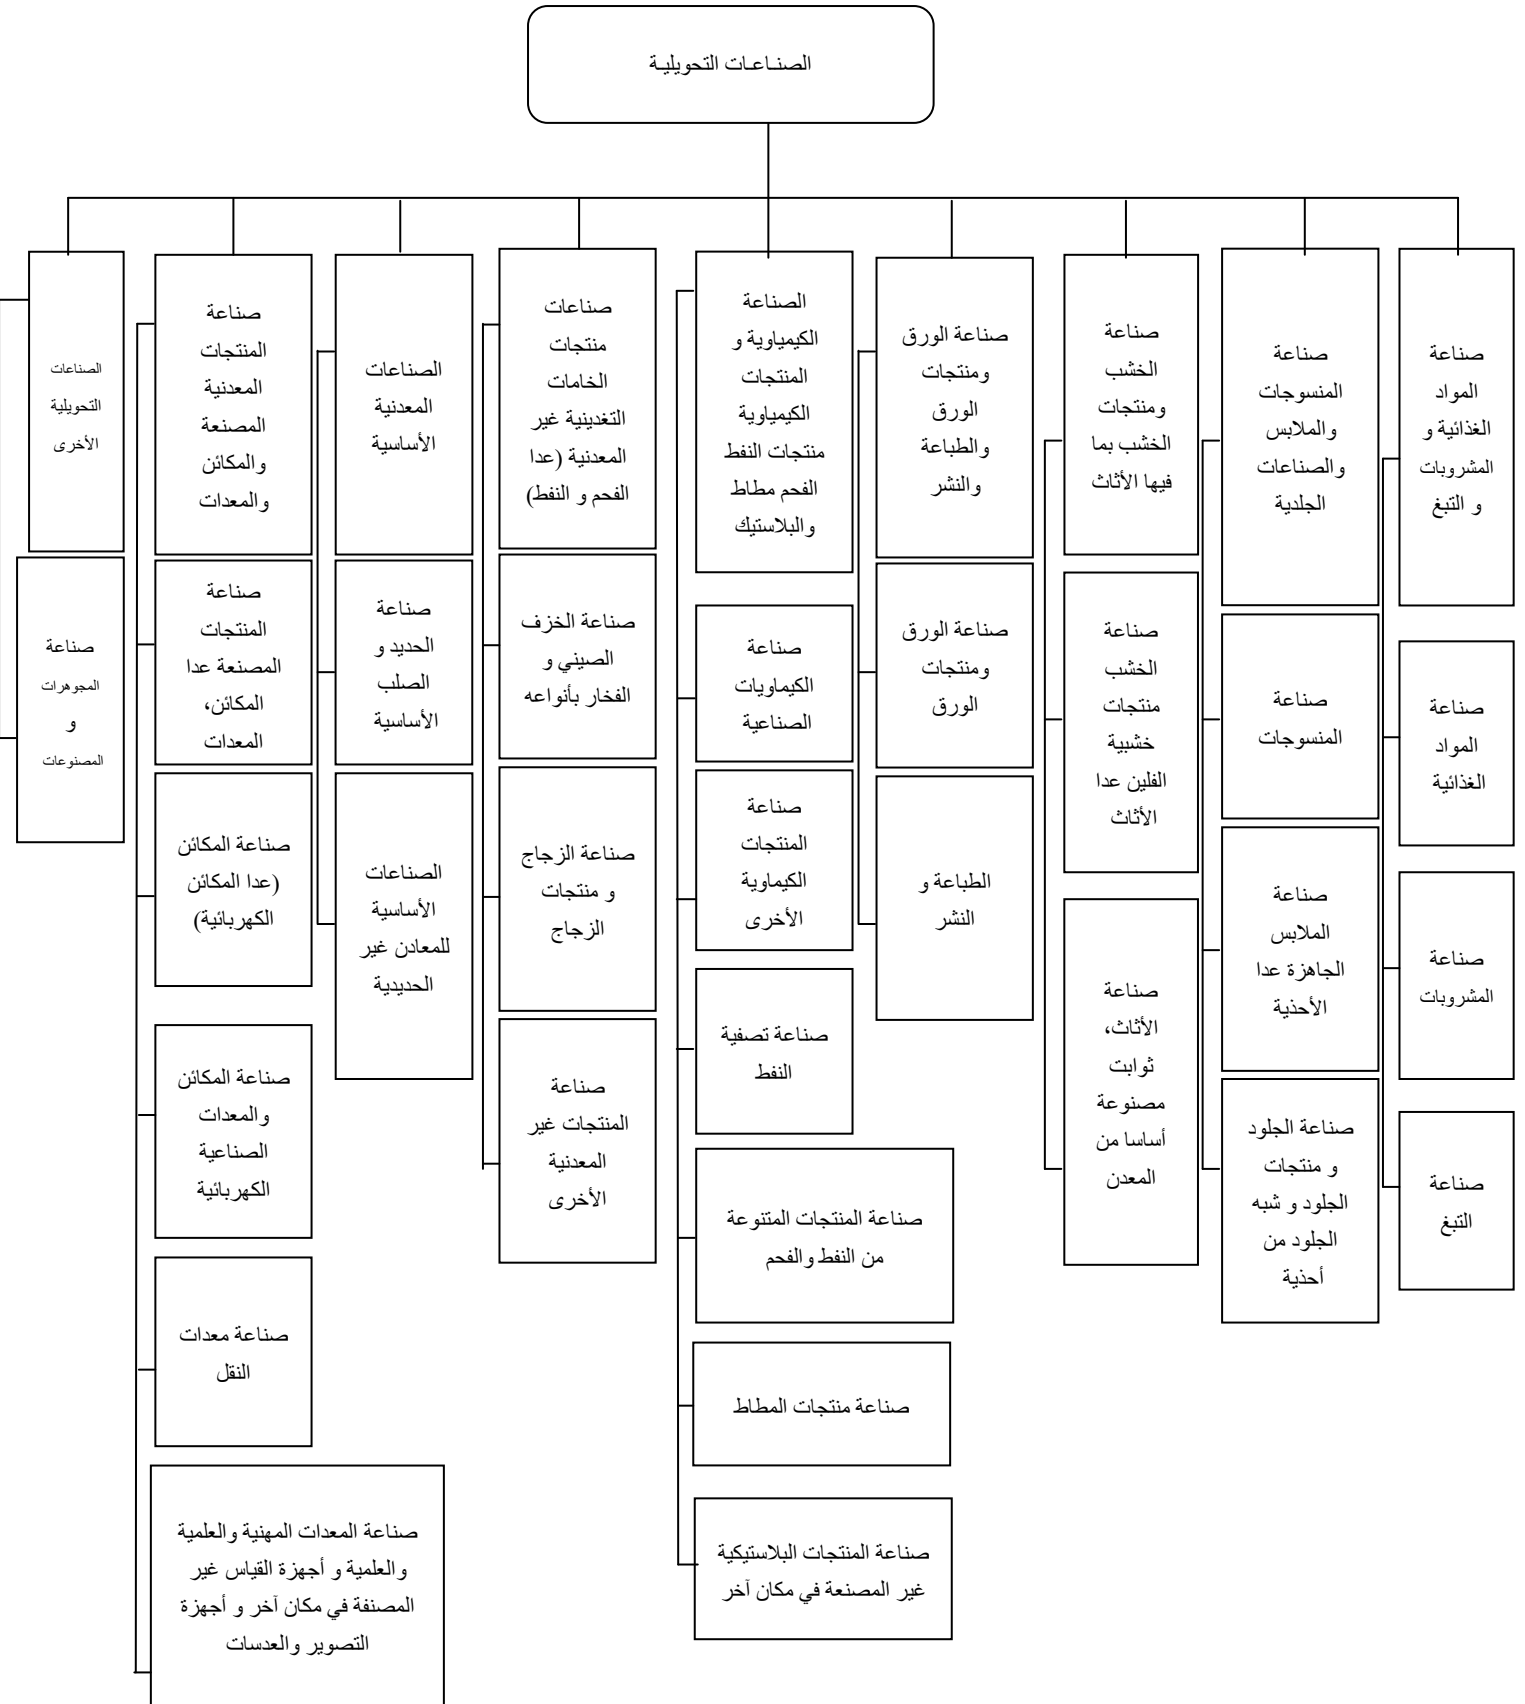 الصناعات التحويلية
صناعة
المواد
الغذائية و
المشروبات
و التبغ
صناعة
المواد
الغذائية
صناعة
المشروبات
صناعة
التبغ
صناعة
المنسوجات
والملابس
والصناعات
الجلدية
صناعة
المنسوجات
صناعة
الملابس
الجاهزة عدا
الأحذية
صناعة الجلود
و منتجات
الجلود و شبه
الجلود من
أحذية
صناعة
الخشب
ومنتجات
الخشب بما
فيها الأثاث
صناعة
الخشب
منتجات
خشبية
الفلين عدا
الأثاث
صناعة
الأثاث،
ثوابت
مصنوعة
أساسا من
المعدن
صناعة الورق
ومنتجات
الورق
والطباعة
والنشر
صناعة الورق
ومنتجات
الورق
الطباعة و
النشر
الصناعة
الكيمياوية و
المنتجات
الكيمياوية
منتجات النفط
الفحم مطاط
والبلاستيك
صناعة
الكيماويات
الصناعية
صناعة
المنتجات
الكيماوية
الأخرى
صناعة تصفية
النفط
صناعة المنتجات المتنوعة
من النفط والفحم
صناعة منتجات المطاط
صناعة المنتجات البلاستيكية
غير المصنعة في مكان آخر
صناعات
منتجات
الخامات
التغدينية غير
المعدنية (عدا
الفحم و النفط)
صناعة الخزف
الصيني و
الفخار بأنواعه
صناعة الزجاج
و منتجات
الزجاج
صناعة
المنتجات غير
المعدنية
الأخرى
الصناعات
المعدنية
الأساسية
صناعة
الحديد و
الصلب
الأساسية
الصناعات
الأساسية
للمعادن غير
الحديدية
صناعة
المنتجات
المعدنية
المصنعة
والمكائن
والمعدات
صناعة
المنتجات
المصنعة عدا
المكائن،
المعدات
صناعة المكائن
(عدا المكائن
الكهربائية)
صناعة المكائن
والمعدات
الصناعية
الكهربائية
صناعة معدات
النقل
صناعة المعدات المهنية والعلمية
والعلمية و أجهزة القياس غير
المصنفة في مكان آخر و أجهزة
التصوير والعدسات
الصناعات
التحويلية
الأخرى
صناعة
المجوهرات
و
المصنوعات